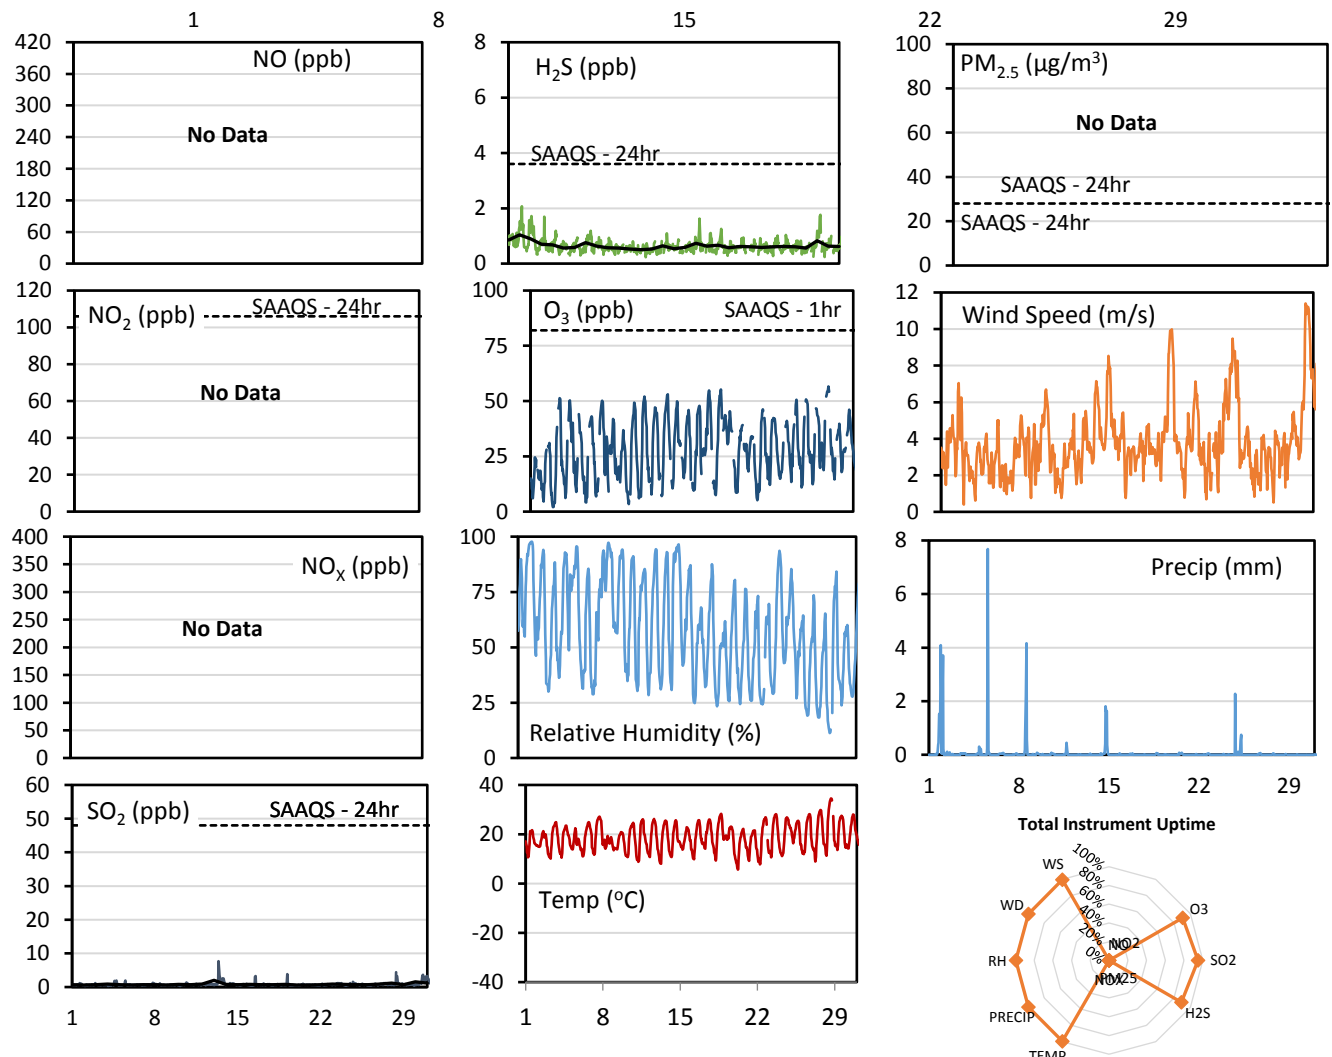 1 8 15 22 29
420
360
300
240
180
120
60
0
NO (ppb)
No Data
8
6
4
2
0
H₂S (ppb)
SAAQS - 24hr
100
80
60
40
20
0
PM₂.₅ (µg/m³)
No Data
SAAQS - 24hr
SAAQS - 24hr
120
100
80
60
40
20
0
NO₂ (ppb)
SAAQS - 24hr
No Data
100
75
50
25
0
O₃ (ppb)
SAAQS - 1hr
12
10
8
6
4
2
0
Wind Speed (m/s)
400
350
300
250
200
150
100
50
0
NOₓ (ppb)
No Data
100
75
50
25
0
Relative Humidity (%)
8
6
4
2
0
Precip (mm)
1 8 15 22 29
60
50
40
30
20
10
0
SO₂ (ppb)
SAAQS - 24hr
1 8 15 22 29
40
20
0
-20
-40
Temp (°C)
1 8 15 22 29
Total Instrument Uptime
100%
80%
60%
40%
20%
0%
NO
NO2
O3
SO2
H2S
PM25
NOX
TEMP
PRECIP
RH
WD
WS